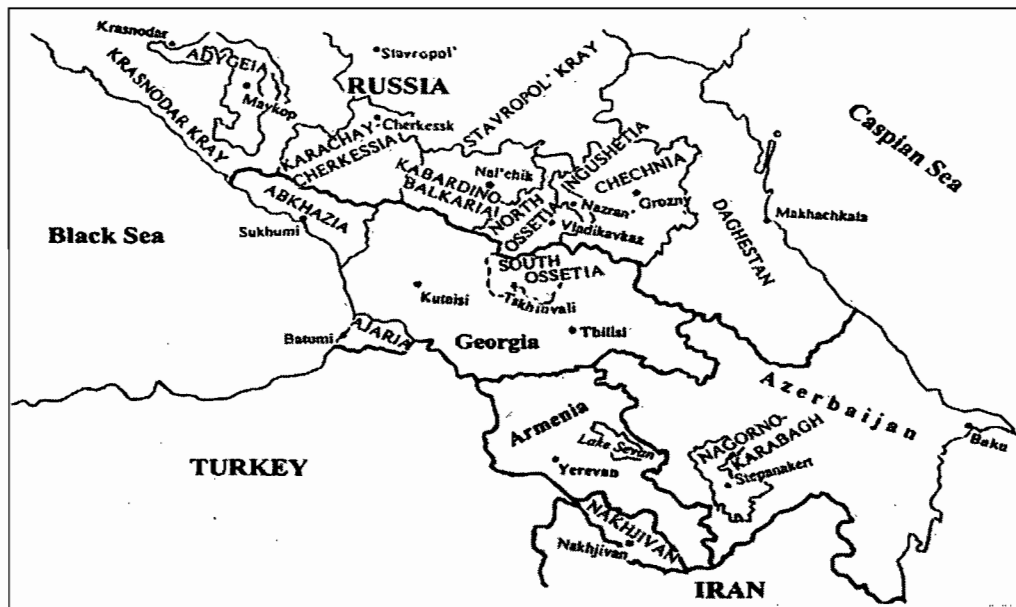 Krasnodar
ADYGEIA
Maykop
KRASNODAR KRAY
Stavropol'
RUSSIA
STAVROPOL' KRAY
Caspian Sea
KARACHAY-
CHERKESSIA
Cherkessk
KABARDINO-
BALKARIA
Nal'chik
NORTH
OSSETIA
INGUSHETIA
Nazran
Vladikavkaz
CHECHNIA
Grozny
DAGHESTAN
Makhachkala
Black Sea
ABKHAZIA
Sukhumi
SOUTH
OSSETIA
Tskhinvali
Kutaisi
Tbilisi
Georgia
Batumi
AJARIA
Azerbaijan
Baku
Armenia
Lake Sevan
Yerevan
NAGORNO-
KARABAGH
Stepanakert
TURKEY
NAKHJIVAN
Nakhjivan
IRAN